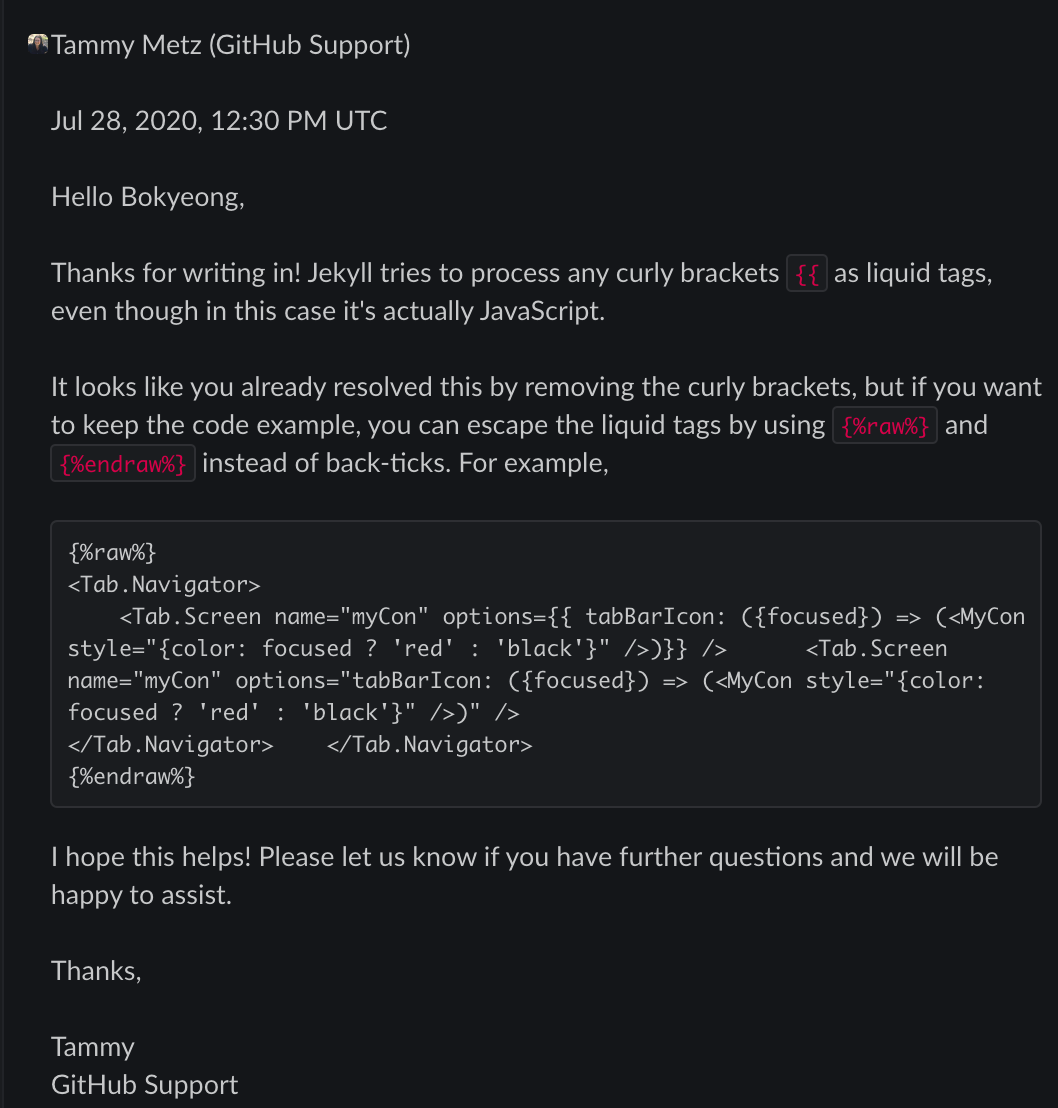 Tammy Metz (GitHub Support)
Jul 28, 2020, 12:30 PM UTC
Hello Bokyeong,
Thanks for writing in! Jekyll tries to process any curly brackets {{ as liquid tags,
even though in this case it's actually JavaScript.
It looks like you already resolved this by removing the curly brackets, but if you want
to keep the code example, you can escape the liquid tags by using {%raw%} and
{%endraw%} instead of back-ticks. For example,
{%raw%}
<Tab.Navigator>
    <Tab.Screen name="myCon" options={{ tabBarIcon: ({focused}) => (<MyCon
style="{color: focused ? 'red' : 'black'}" />)}} />      <Tab.Screen
name="myCon" options="tabBarIcon: ({focused}) => (<MyCon style="{color:
focused ? 'red' : 'black'}" />)" />
</Tab.Navigator>    </Tab.Navigator>
{%endraw%}
I hope this helps! Please let us know if you have further questions and we will be
happy to assist.
Thanks,
Tammy
GitHub Support